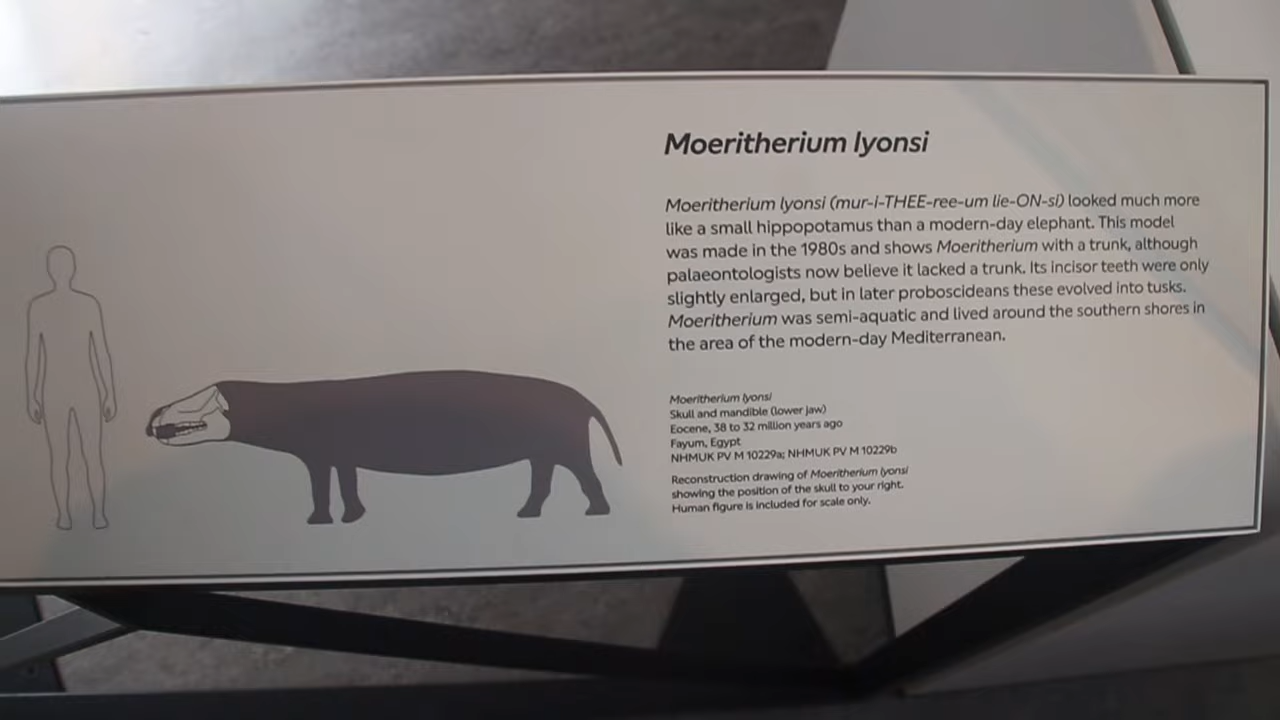 Moeritherium lyonsi
Moeritherium lyonsi (mur-i-THEE-ree-um lie-ON-si) looked much more
like a small hippopotamus than a modern-day elephant. This model
was made in the 1980s and shows Moeritherium with a trunk, although
palaeontologists now believe it lacked a trunk. Its incisor teeth were only
slightly enlarged, but in later proboscideans these evolved into tusks.
Moeritherium was semi-aquatic and lived around the southern shores in
the area of the modern-day Mediterranean.
Moeritherium lyonsi
Skull and mandible (lower jaw)
Eocene, 38 to 32 million years ago
Fayum, Egypt
NHMUK PV M 10229a; NHMUK PV M 10229b
Reconstruction drawing of Moeritherium lyonsi
showing the position of the skull to your right.
Human figure is included for scale only.